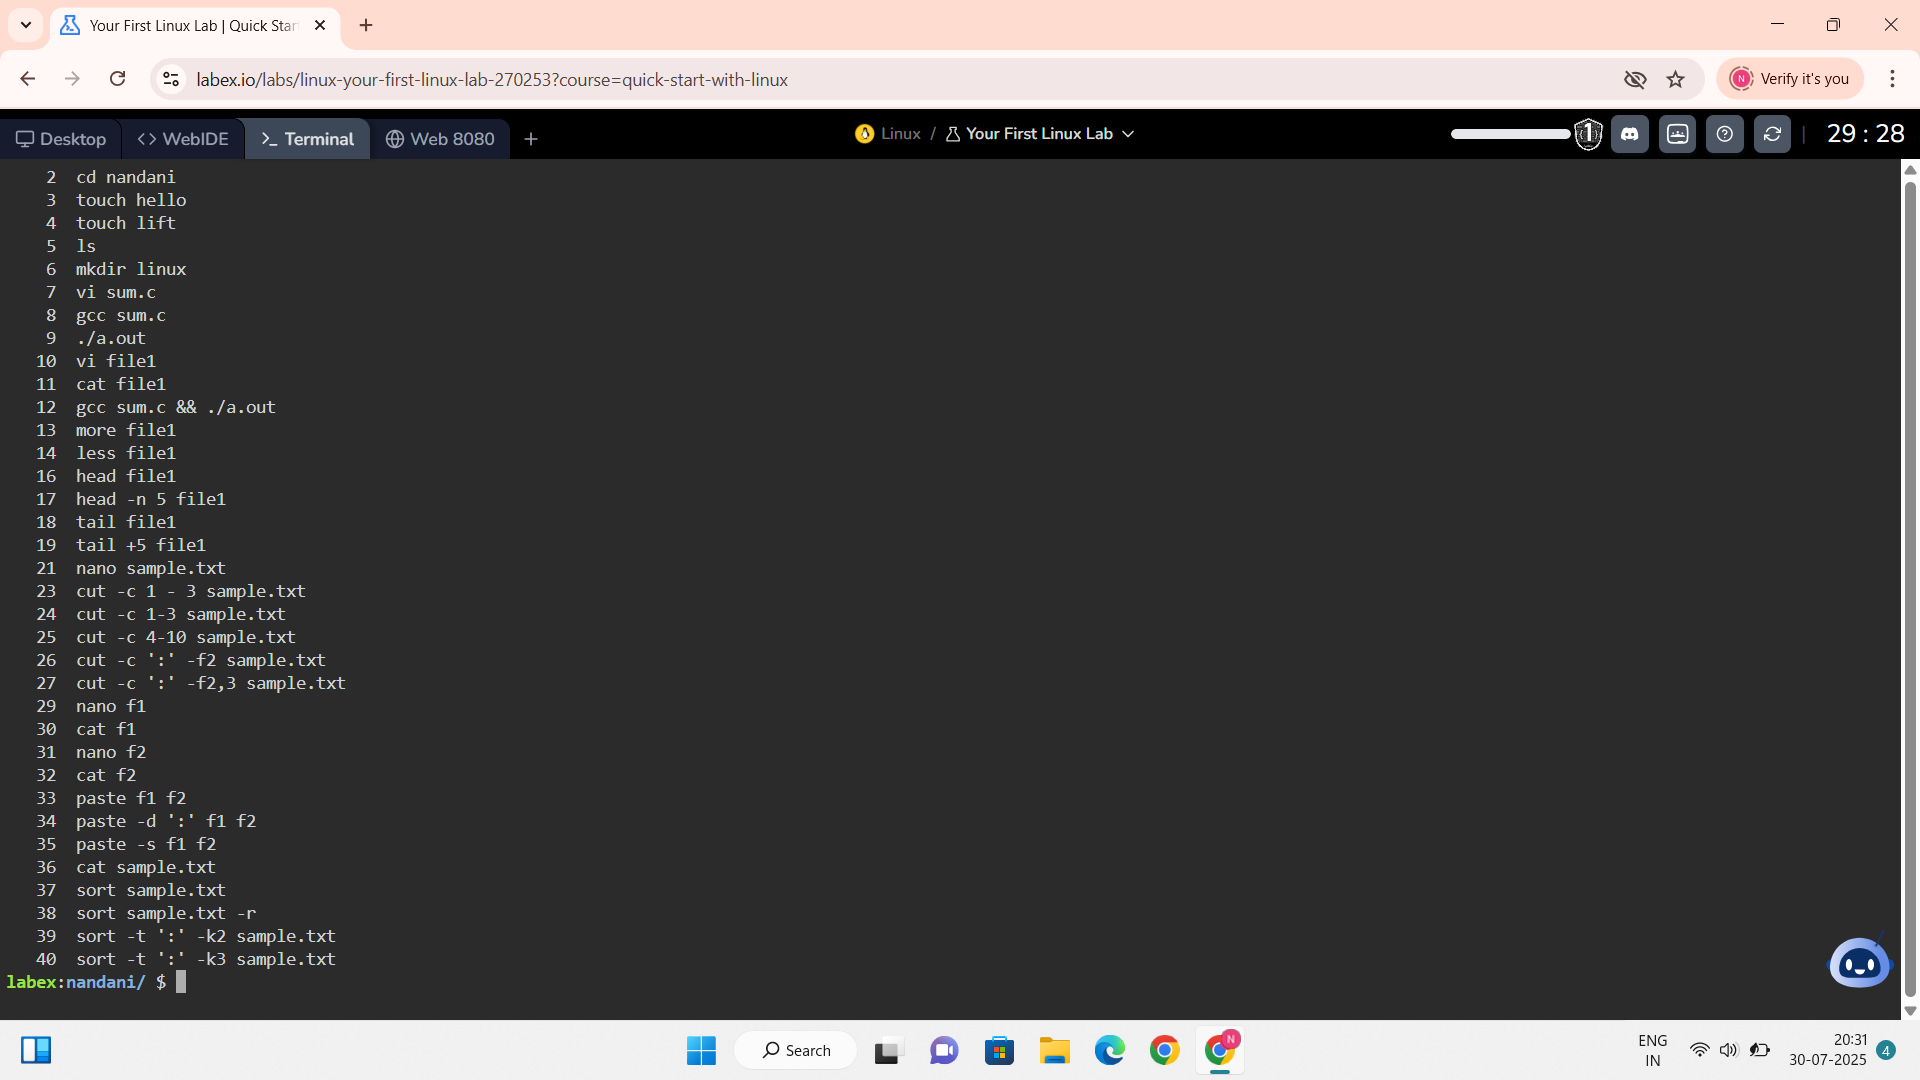 Your First Linux Lab | Quick Star
labex.io/labs/linux-your-first-linux-lab-270253?course=quick-start-with-linux
N
Verify it's you
Desktop
<> WebIDE
>_ Terminal
Web 8080
Linux / Your First Linux Lab
1
29 : 28
2 cd nandani
3 touch hello
4 touch lift
5 ls
6 mkdir linux
7 vi sum.c
8 gcc sum.c
9 ./a.out
10 vi file1
11 cat file1
12 gcc sum.c && ./a.out
13 more file1
14 less file1
16 head file1
17 head -n 5 file1
18 tail file1
19 tail +5 file1
21 nano sample.txt
23 cut -c 1 - 3 sample.txt
24 cut -c 1-3 sample.txt
25 cut -c 4-10 sample.txt
26 cut -c ':' -f2 sample.txt
27 cut -c ':' -f2,3 sample.txt
29 nano f1
30 cat f1
31 nano f2
32 cat f2
33 paste f1 f2
34 paste -d ':' f1 f2
35 paste -s f1 f2
36 cat sample.txt
37 sort sample.txt
38 sort sample.txt -r
39 sort -t ':' -k2 sample.txt
40 sort -t ':' -k3 sample.txt
labex:nandani/ $
Search
N
ENG
IN
20:31
30-07-2025
4